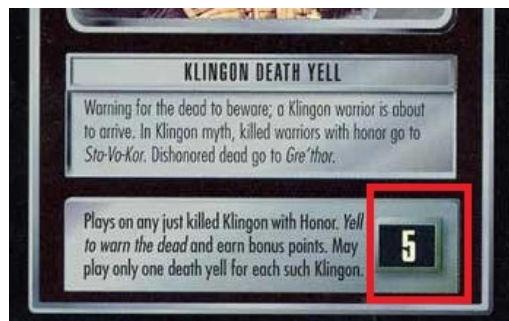 KLINGON DEATH YELL
Warning for the dead to beware; a Klingon warrior is about
to arrive. In Klingon myth, killed warriors with honor go to
Sto-Vo-Kor. Dishonored dead go to Gre'thor.
Plays on any just killed Klingon with Honor. Yell
to warn the dead and earn bonus points. May
play only one death yell for each such Klingon.
5